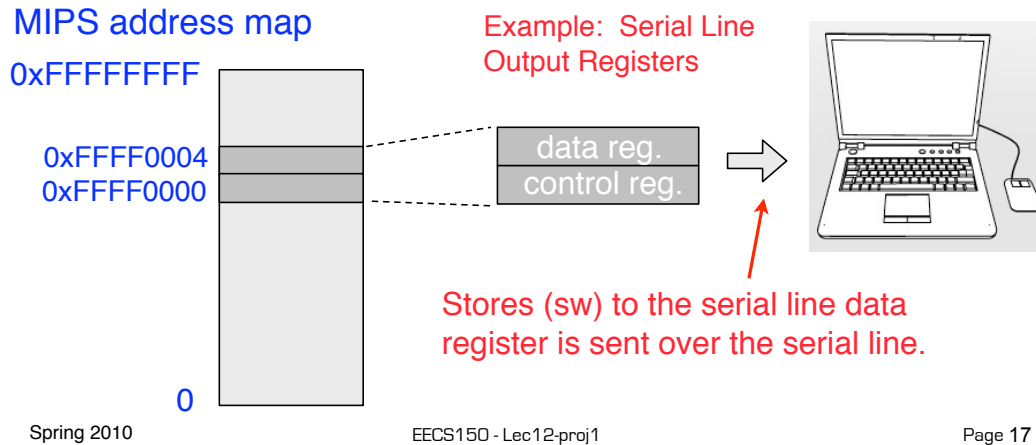 MIPS address map
0xFFFFFFFF
0xFFFF0004
0xFFFF0000
0
Example: Serial Line
Output Registers
data reg.
control reg.
Stores (sw) to the serial line data
register is sent over the serial line.
Spring 2010
EECS150 - Lec12-proj1
Page 17